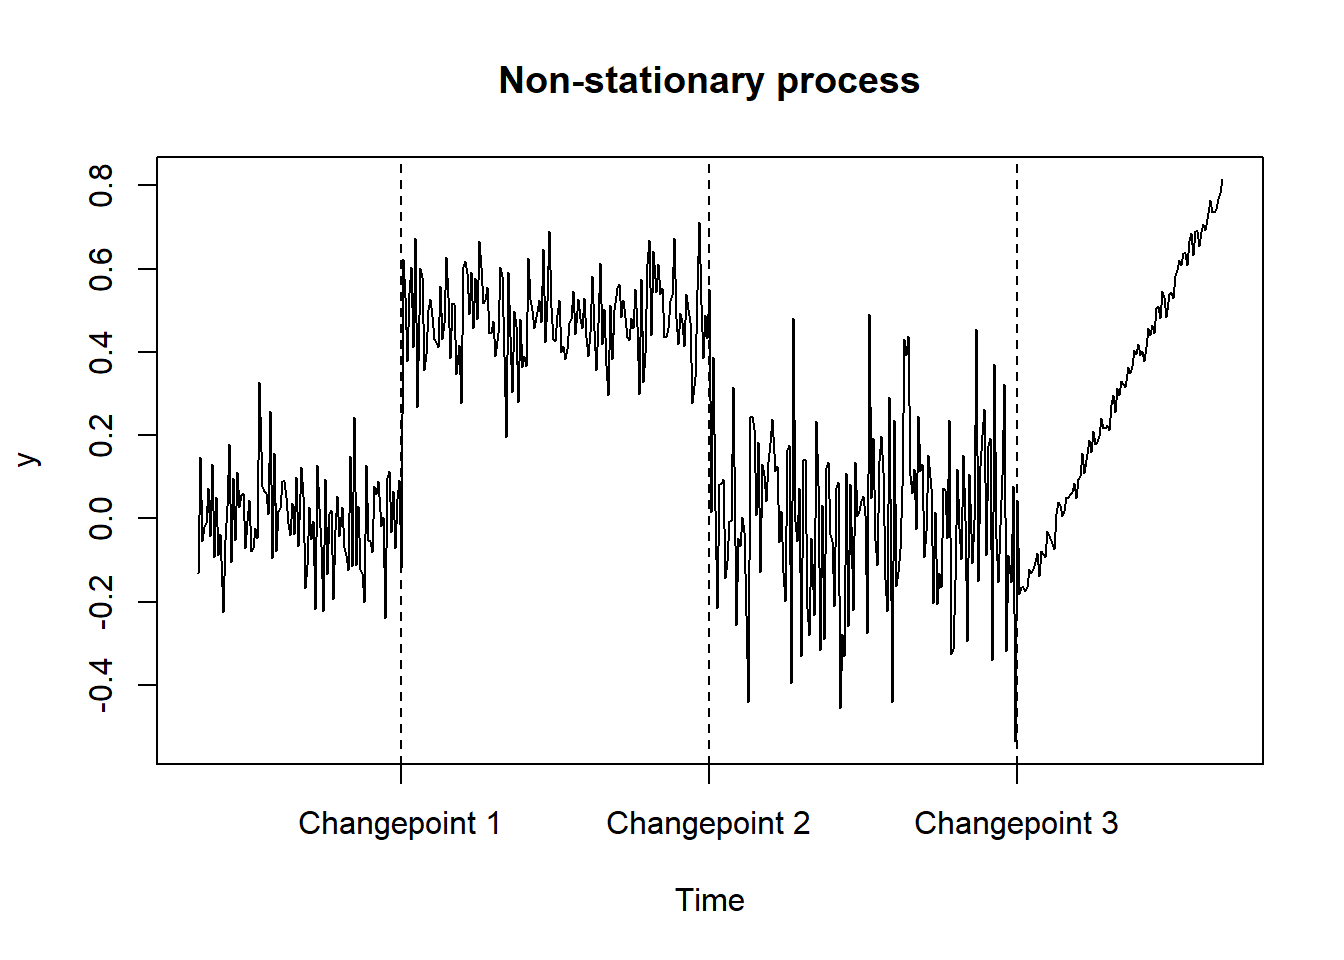 Non-stationary process
0.8
0.6
0.4
0.2
0.0
-0.2
-0.4
y
Changepoint 1
Changepoint 2
Changepoint 3
Time